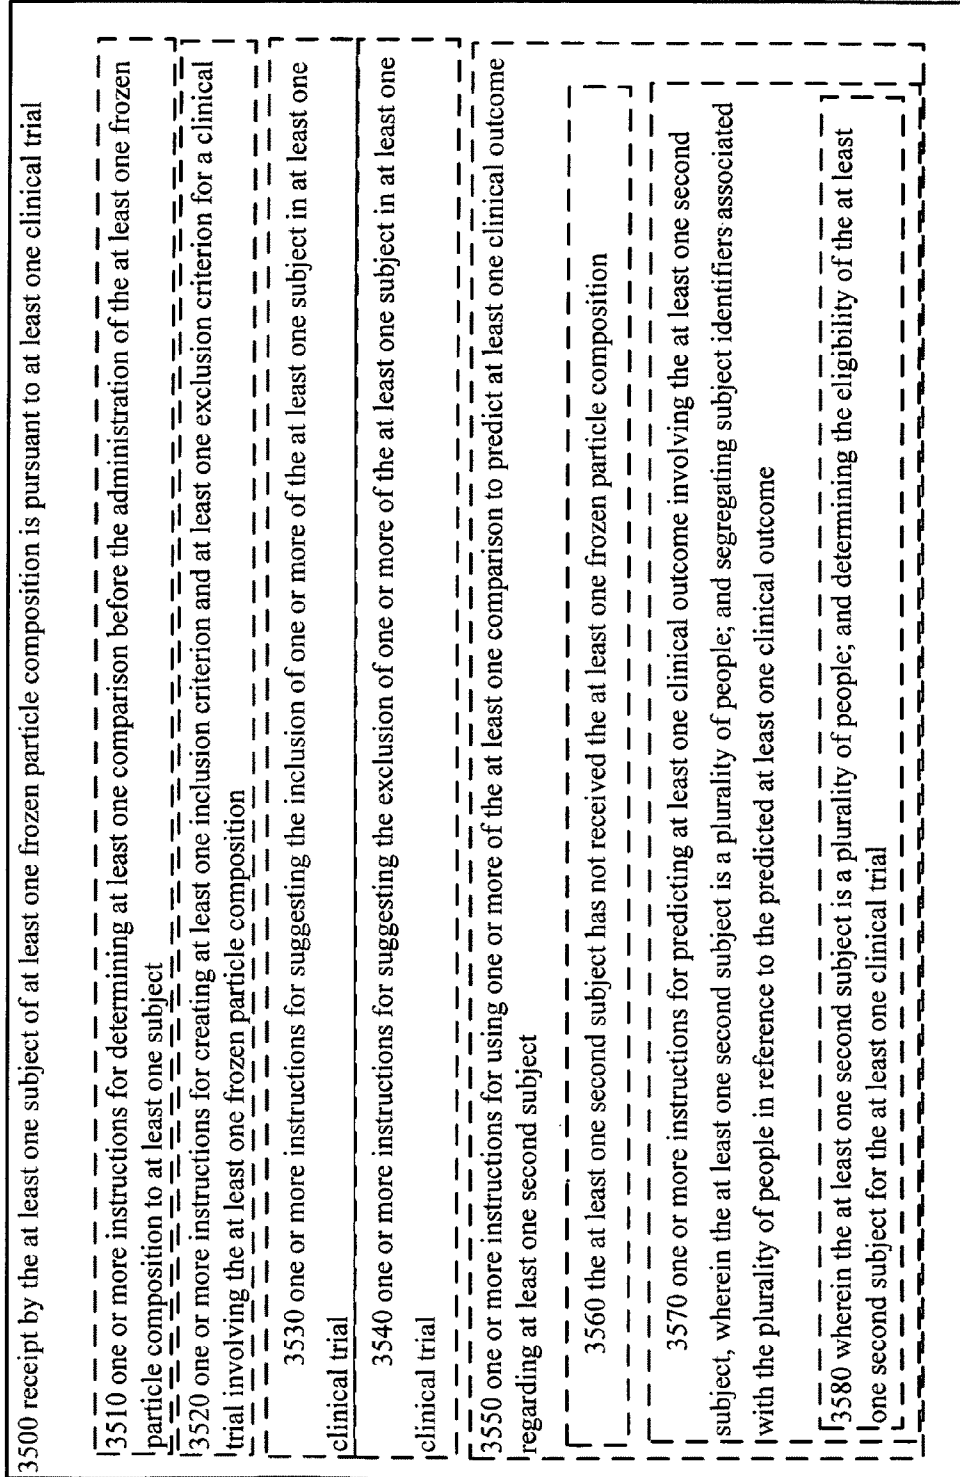 3500 receipt by the at least one subject of at least one frozen particle composition is pursuant to at least one clinical trial
3510 one or more instructions for determining at least one comparison before the administration of the at least one frozen
particle composition to at least one subject
3520 one or more instructions for creating at least one inclusion criterion and at least one exclusion criterion for a clinical
trial involving the at least one frozen particle composition
3530 one or more instructions for suggesting the inclusion of one or more of the at least one subject in at least one
clinical trial
3540 one or more instructions for suggesting the exclusion of one or more of the at least one subject in at least one
clinical trial
3550 one or more instructions for using one or more of the at least one comparison to predict at least one clinical outcome
regarding at least one second subject
3560 the at least one second subject has not received the at least one frozen particle composition
3570 one or more instructions for predicting at least one clinical outcome involving the at least one second
subject, wherein the at least one second subject is a plurality of people; and segregating subject identifiers associated
with the plurality of people in reference to the predicted at least one clinical outcome
3580 wherein the at least one second subject is a plurality of people; and determining the eligibility of the at least
one second subject for the at least one clinical trial